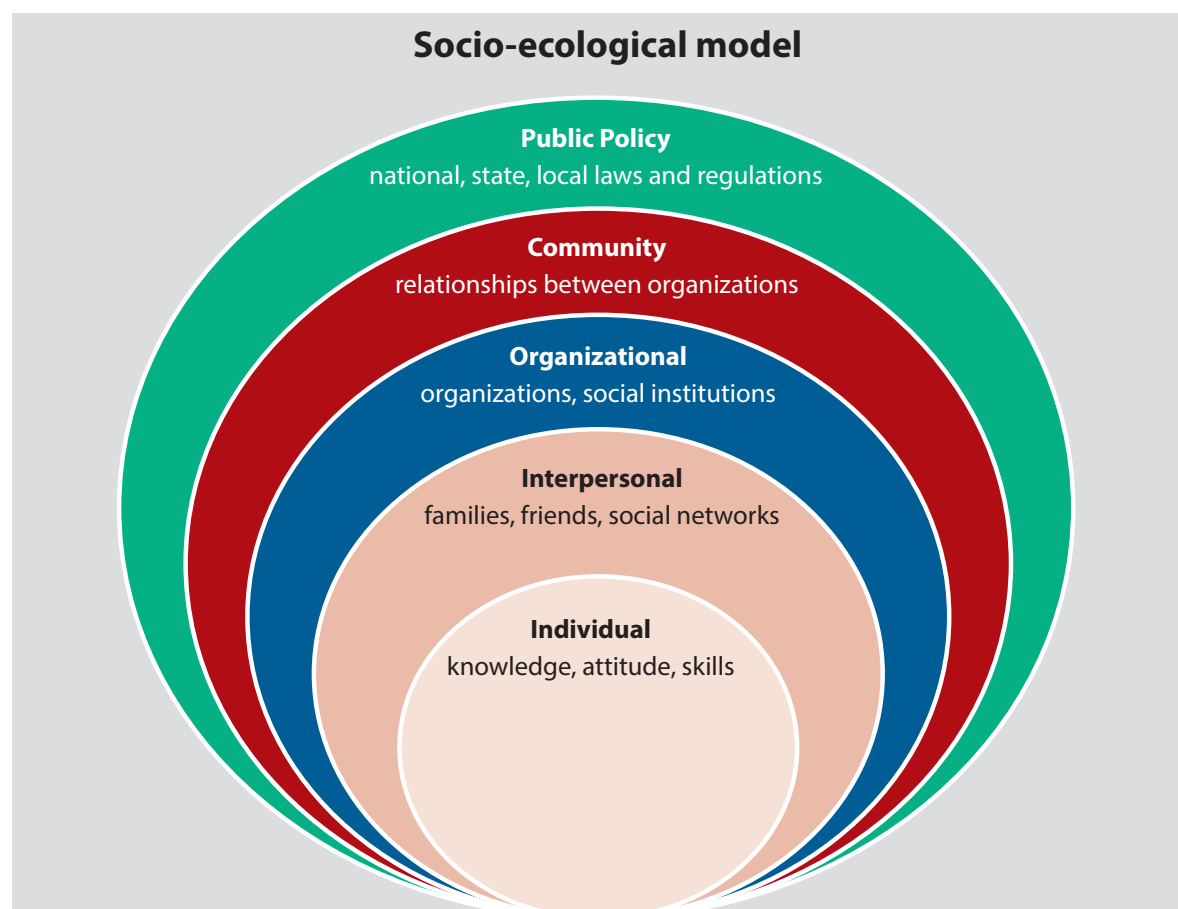 Socio-ecological model
Public Policy
national, state, local laws and regulations
Community
relationships between organizations
Organizational
organizations, social institutions
Interpersonal
families, friends, social networks
Individual
knowledge, attitude, skills